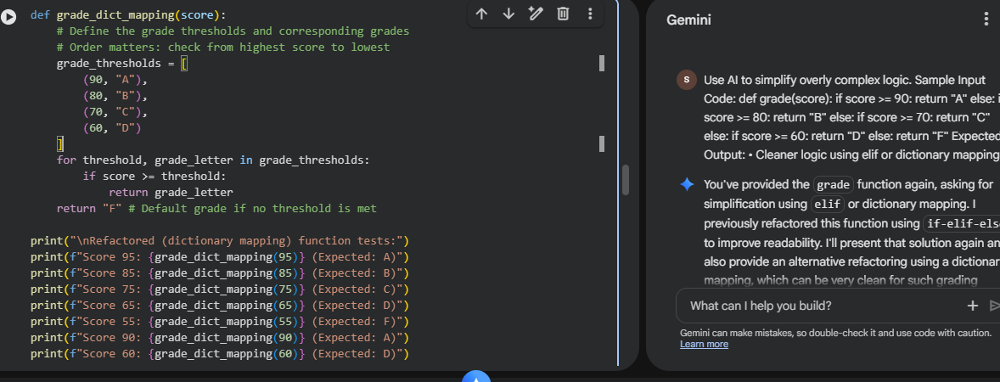 def grade_dict_mapping(score):
    # Define the grade thresholds and corresponding grades
    # Order matters: check from highest score to lowest
    grade_thresholds = [
        (90, "A"),
        (80, "B"),
        (70, "C"),
        (60, "D")
    ]
    for threshold, grade_letter in grade_thresholds:
        if score >= threshold:
            return grade_letter
    return "F" # Default grade if no threshold is met

print("\nRefactored (dictionary mapping) function tests:")
print(f"Score 95: {grade_dict_mapping(95)} (Expected: A)")
print(f"Score 85: {grade_dict_mapping(85)} (Expected: B)")
print(f"Score 75: {grade_dict_mapping(75)} (Expected: C)")
print(f"Score 65: {grade_dict_mapping(65)} (Expected: D)")
print(f"Score 55: {grade_dict_mapping(55)} (Expected: F)")
print(f"Score 90: {grade_dict_mapping(90)} (Expected: A)")
print(f"Score 60: {grade_dict_mapping(60)} (Expected: D)")
Gemini
S
Use AI to simplify overly complex logic. Sample Input
Code: def grade(score): if score >= 90: return "A" else:
score >= 80: return "B" else: if score >= 70: return "C"
else: if score >= 60: return "D" else: return "F" Expected
Output: • Cleaner logic using elif or dictionary mapping
You've provided the grade function again, asking for
simplification using elif or dictionary mapping. I
previously refactored this function using if-elif-els
to improve readability. I'll present that solution again an
also provide an alternative refactoring using a dictionar
mapping, which can be very clean for such grading
What can I help you build?
Gemini can make mistakes, so double-check it and use code with caution.
Learn more